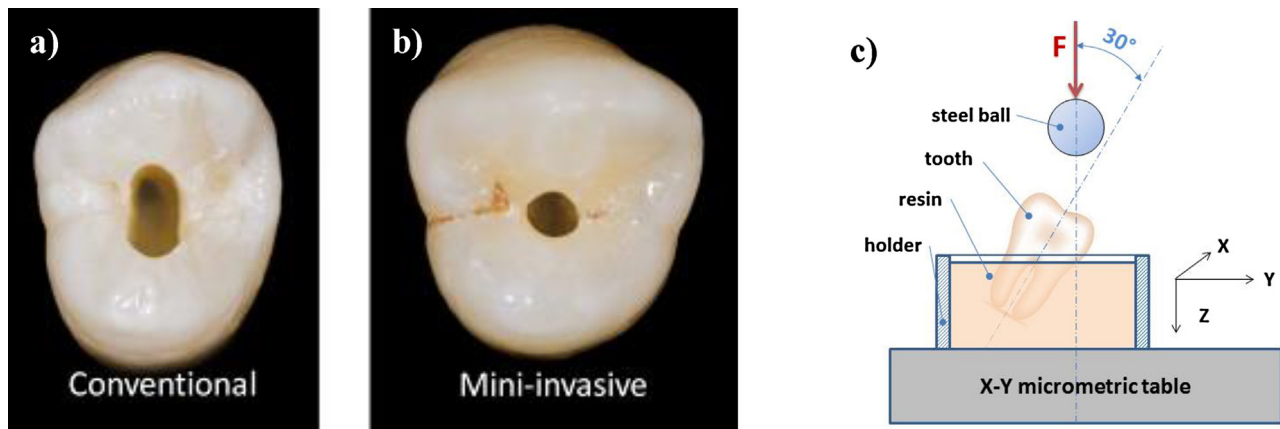 a)
Conventional
b)
Mini-invasive
c)
F
30°
steel ball
tooth
resin
holder
X
Y
Z
X-Y micrometric table